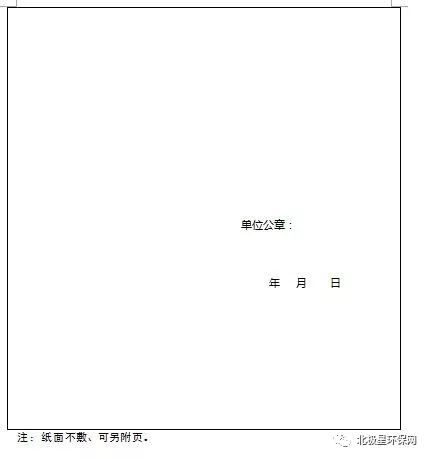 单位公章：
年 月 日
注：纸面不敷、可另附页。
北极星环保网